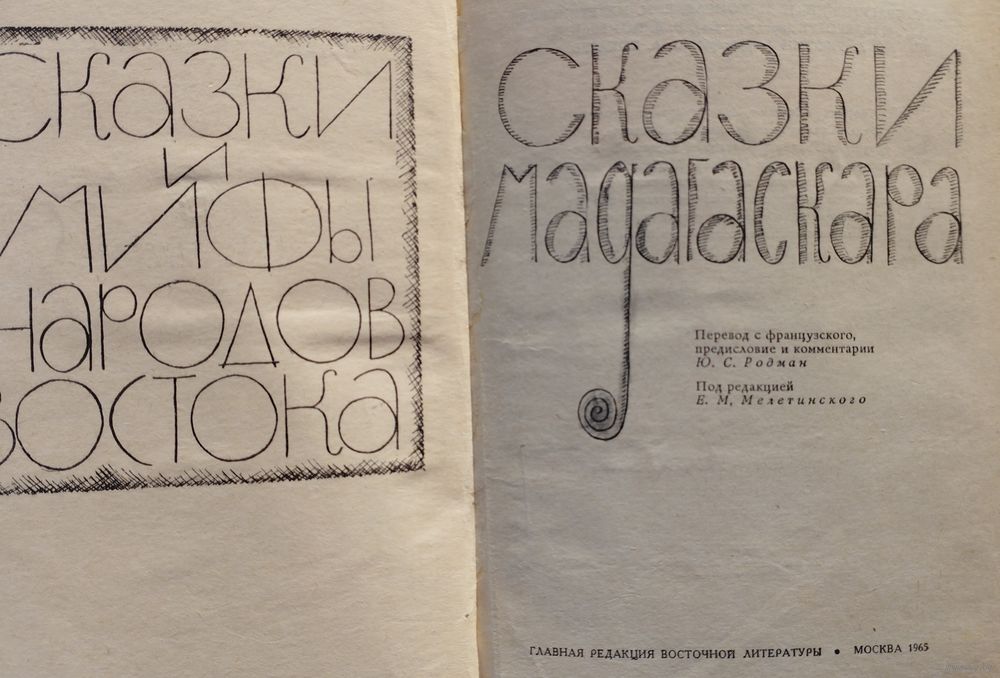 Сказки
и
мифы
народов
Востока
Сказки
Мадагаскара
Перевод с французского,
предисловие и комментарии
Ю. С. Родман
Под редакцией
Е. М. Мелетинского
ГЛАВНАЯ РЕДАКЦИЯ ВОСТОЧНОЙ ЛИТЕРАТУРЫ • МОСКВА 1965